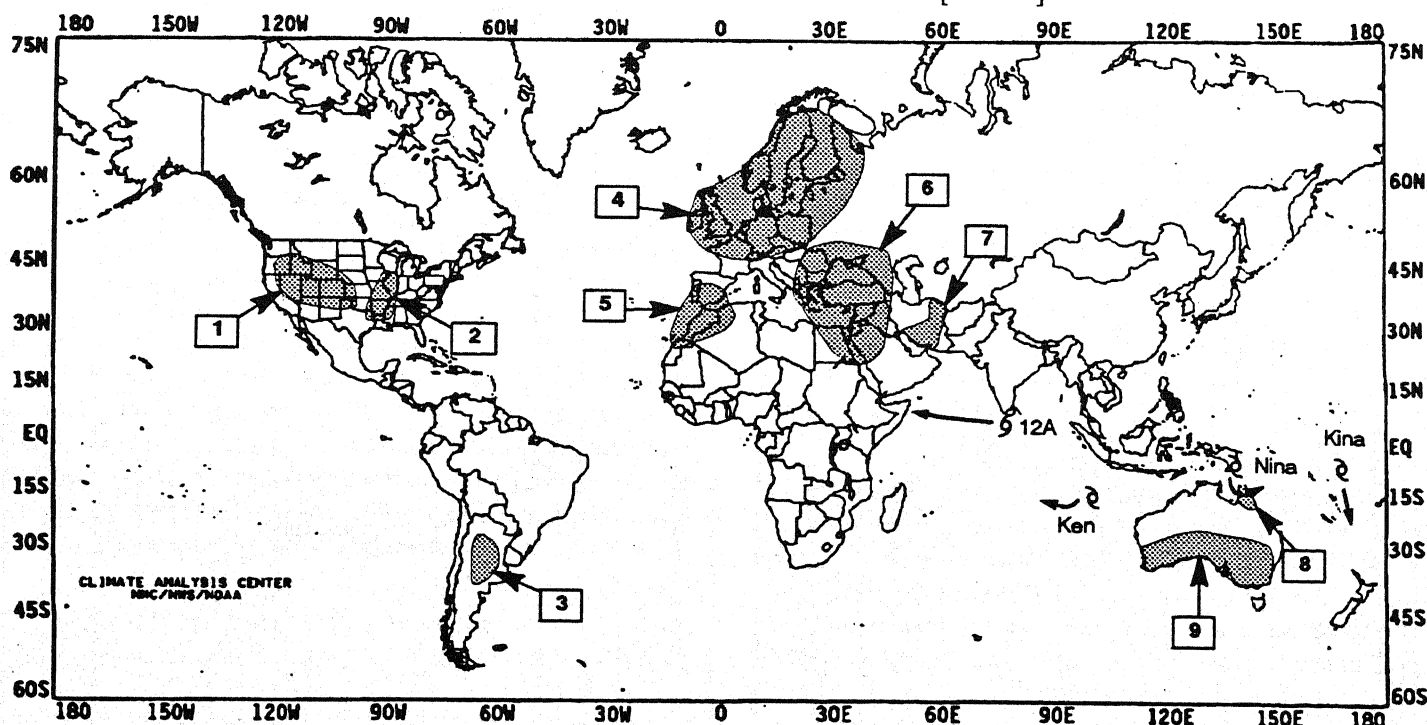 180 150W 120W 90W 60W 30W 0 30E 60E 90E 120E 150E 180
75N 75N
60N 60N
4
6
7
45N 45N
5
1
2
30N 30N
15N 15N
12A
EQ EQ
Kina
Nina
15S 15S
Ken
30S 30S
8
CLIMATE ANALYSIS CENTER
NMC/NWS/NOAA
3
45S 45S
9
60S 60S
180 150W 120W 90W 60W 30W 0 30E 60E 90E 120E 150E 180